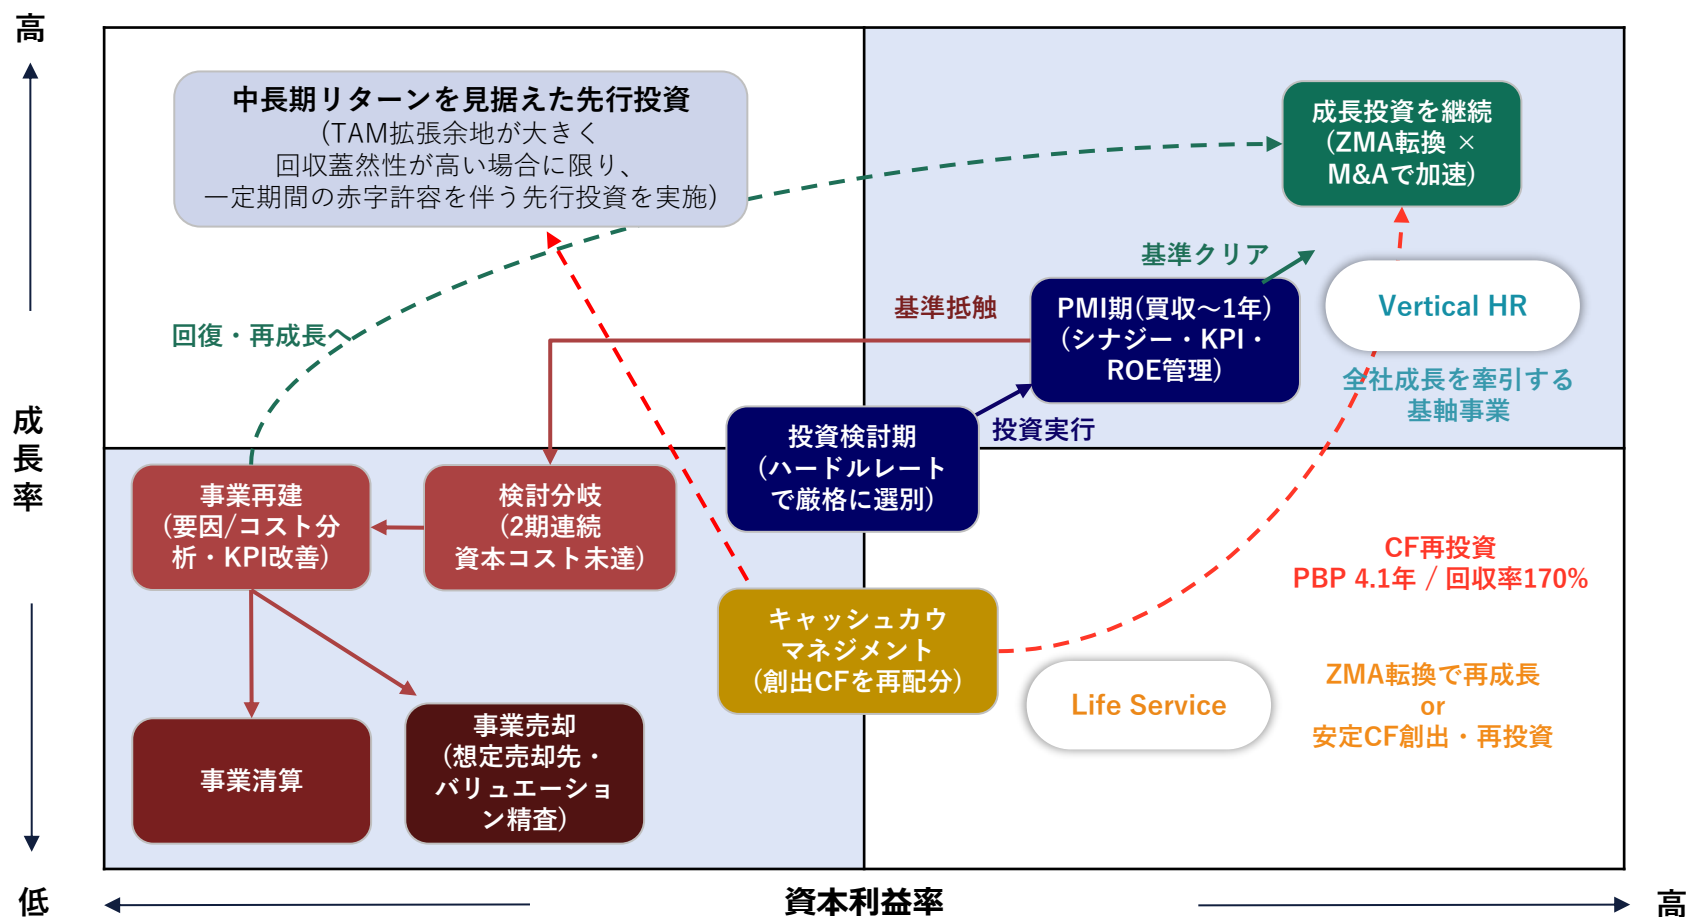 高
成長率
低
中長期リターンを見据えた先行投資
(TAM拡張余地が大きく
回収蓋然性が高い場合に限り、
一定期間の赤字許容を伴う先行投資を実施)
成長投資を継続
(ZMA転換 ×
M&Aで加速)
基準クリア
基準抵触
PMI期(買収～1年)
(シナジー・KPI・
ROE管理)
Vertical HR
全社成長を牽引する
基軸事業
回復・再成長へ
投資検討期
(ハードルレート
で厳格に選別)
投資実行
事業再建
(要因/コスト分
析・KPI改善)
検討分岐
(2期連続
資本コスト未達)
CF再投資
PBP 4.1年 / 回収率170%
キャッシュカウ
マネジメント
(創出CFを再配分)
Life Service
ZMA転換で再成長
or
安定CF創出・再投資
事業清算
事業売却
(想定売却先・
バリュエーショ
ン精査)
資本利益率
高